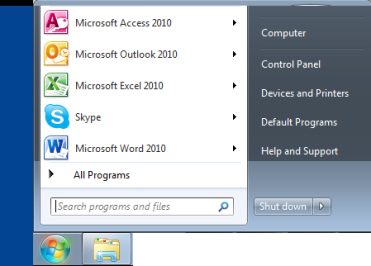 Microsoft Access 2010
Microsoft Outlook 2010
Microsoft Excel 2010
Skype
Microsoft Word 2010
All Programs
Search programs and files
Computer
Control Panel
Devices and Printers
Default Programs
Help and Support
Shut down